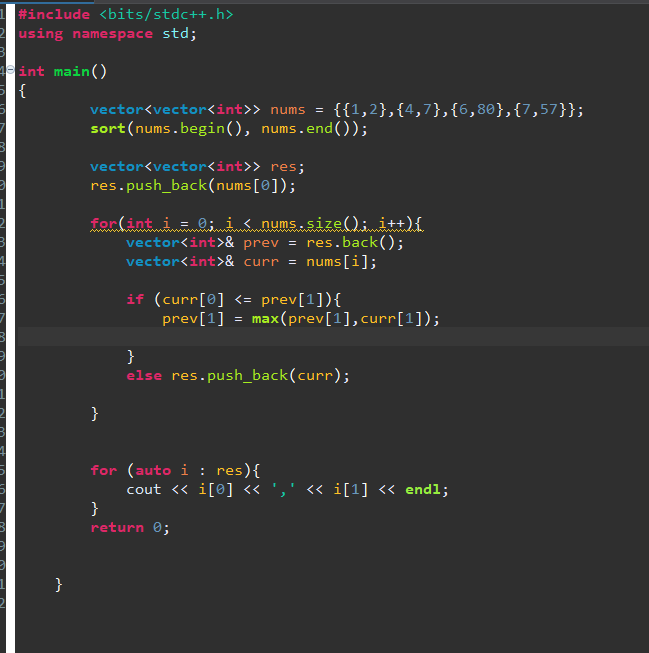 #include <bits/stdc++.h>
using namespace std;
int main()
{
vector<vector<int>> nums = {{1,2},{4,7},{6,80},{7,57}};
sort(nums.begin(), nums.end());
vector<vector<int>> res;
res.push_back(nums[0]);
for(int i = 0; i < nums.size(); i++){
vector<int>& prev = res.back();
vector<int>& curr = nums[i];
if (curr[0] <= prev[1]){
prev[1] = max(prev[1],curr[1]);
}
else res.push_back(curr);
}
for (auto i : res){
cout << i[0] << ',' << i[1] << endl;
}
return 0;
}